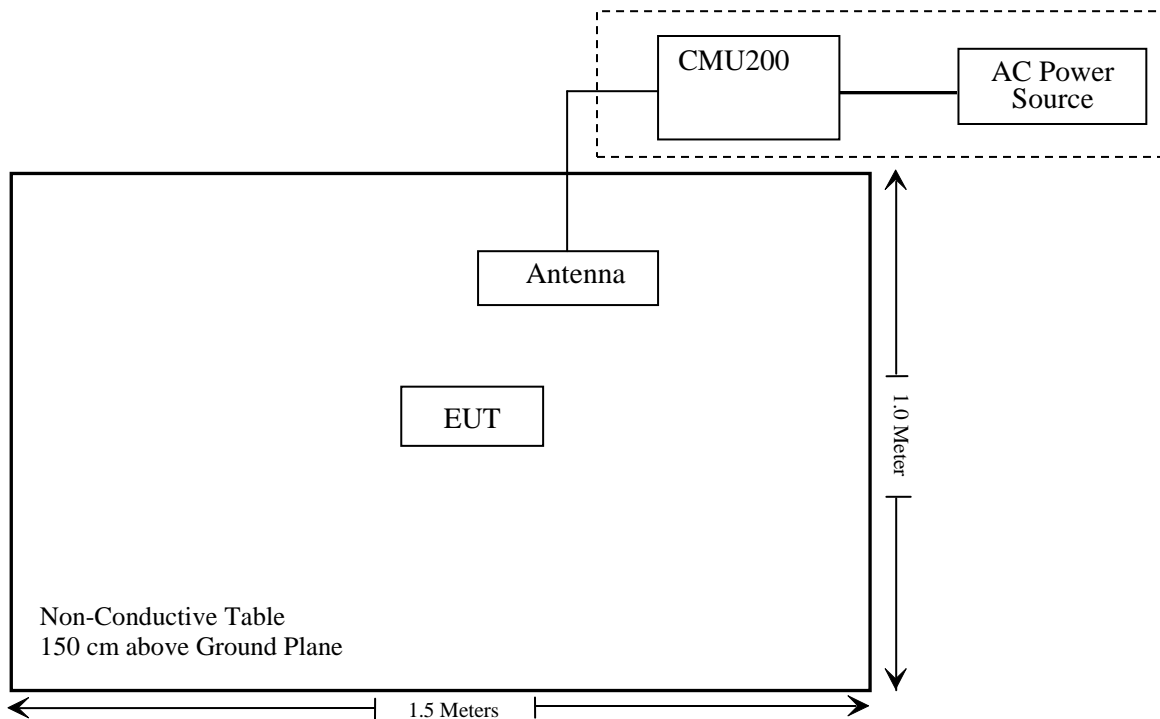 CMU200
AC Power
Source
Antenna
EUT
1.0 Meter
Non-Conductive Table
150 cm above Ground Plane
1.5 Meters